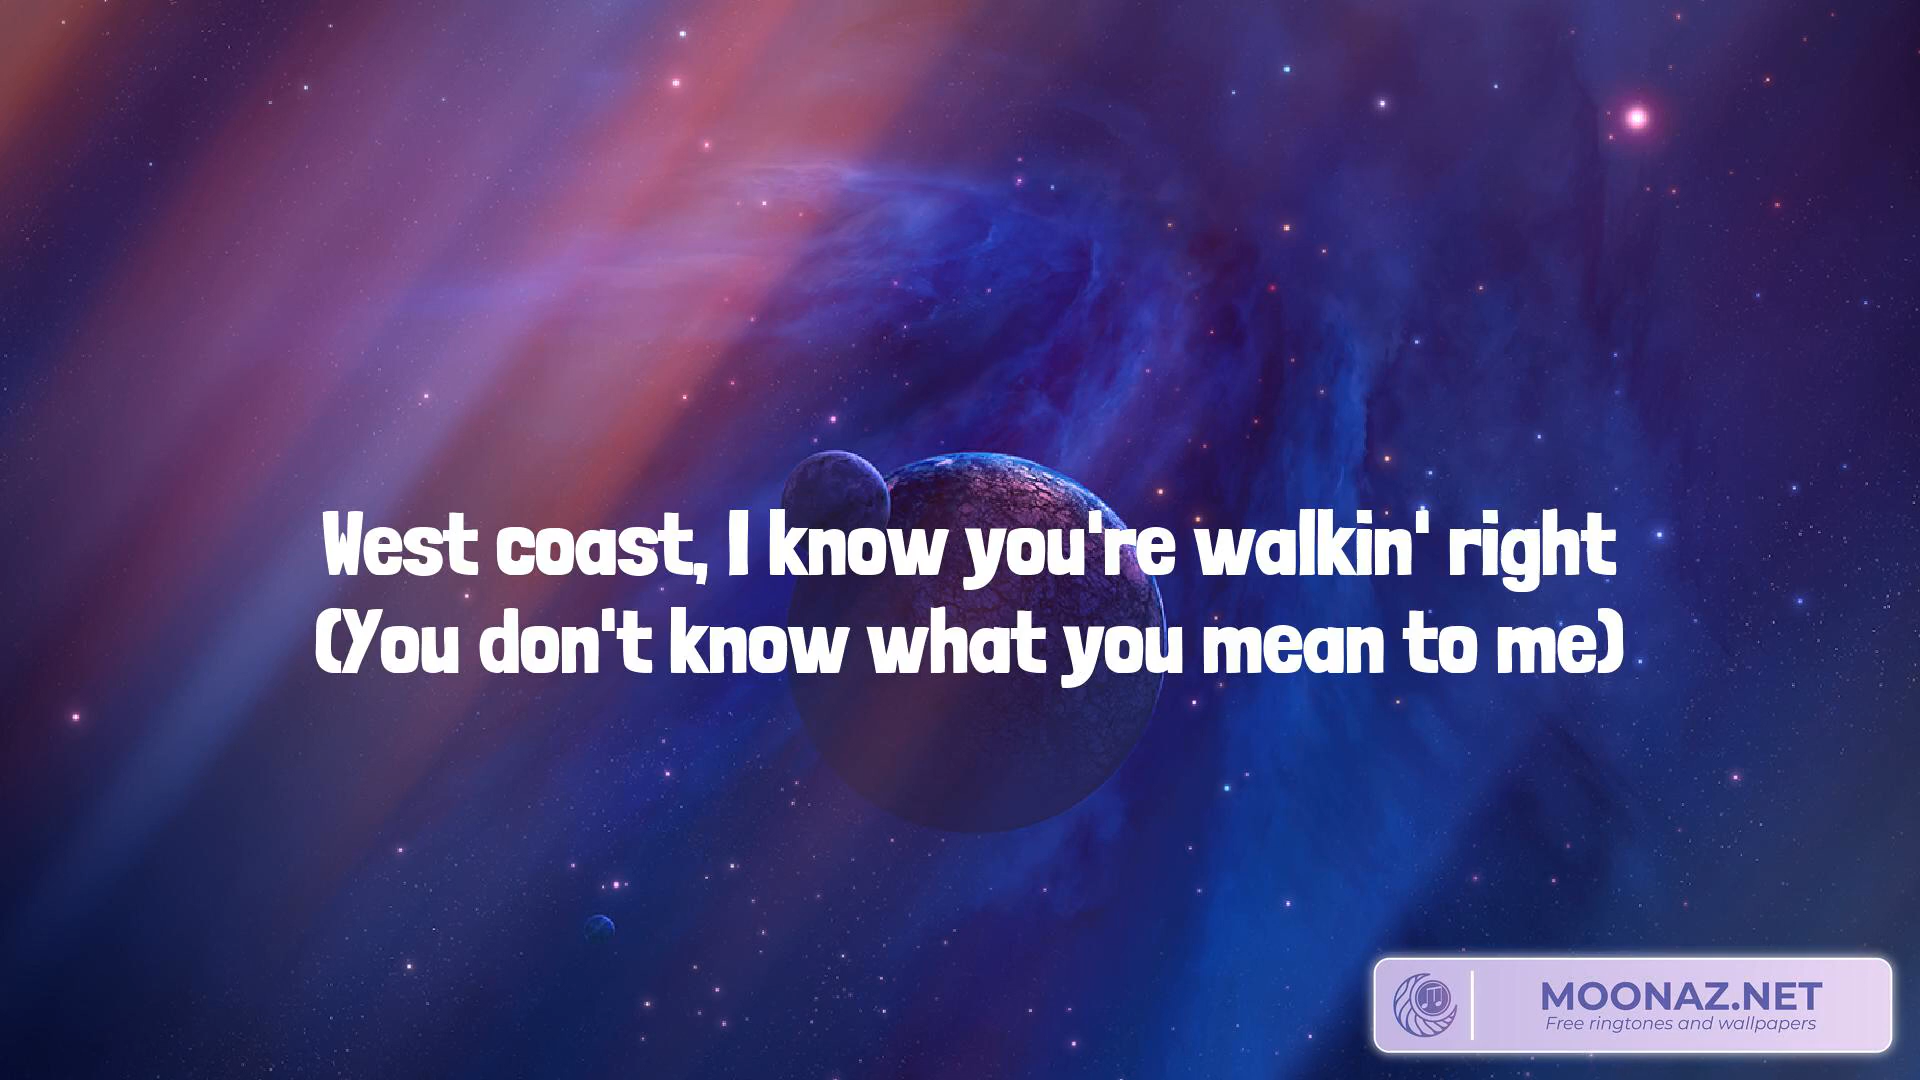 West coast, I know you're walkin' right
(You don't know what you mean to me)
MOONAZ.NET
Free ringtones and wallpapers